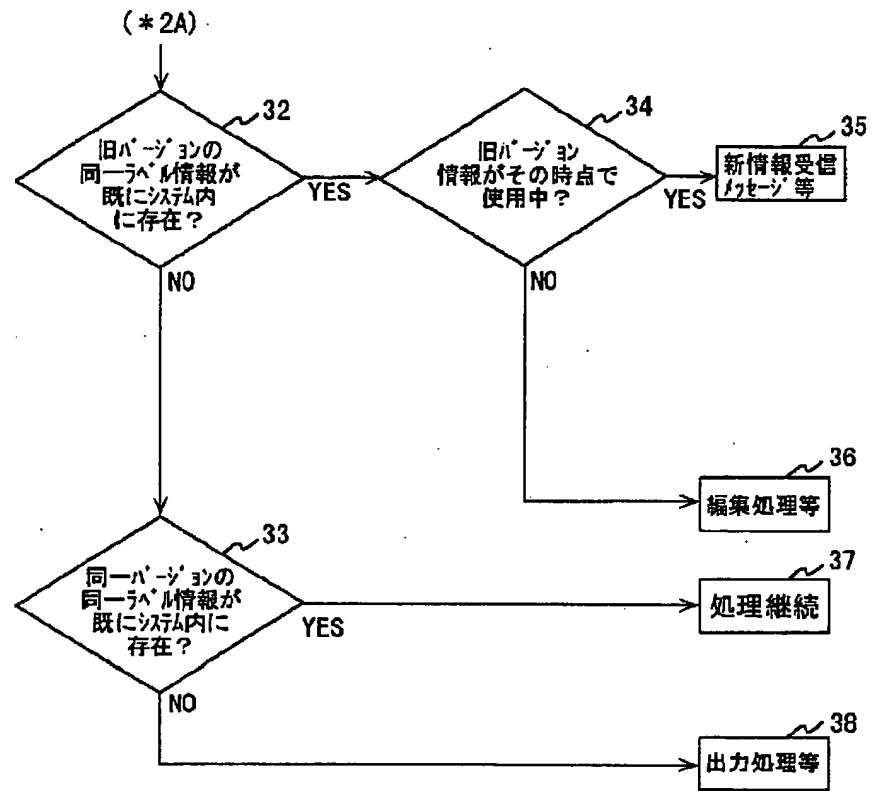 (*2A)
32
旧バージョンの
同一ラベル情報が
既にシステム内
に存在?
YES
NO
34
旧バージョン
情報がその時点で
使用中?
YES
NO
35
新情報受信
メッセージ等
36
編集処理等
33
同一バージョンの
同一ラベル情報が
既にシステム内に
存在?
YES
NO
37
処理継続
38
出力処理等